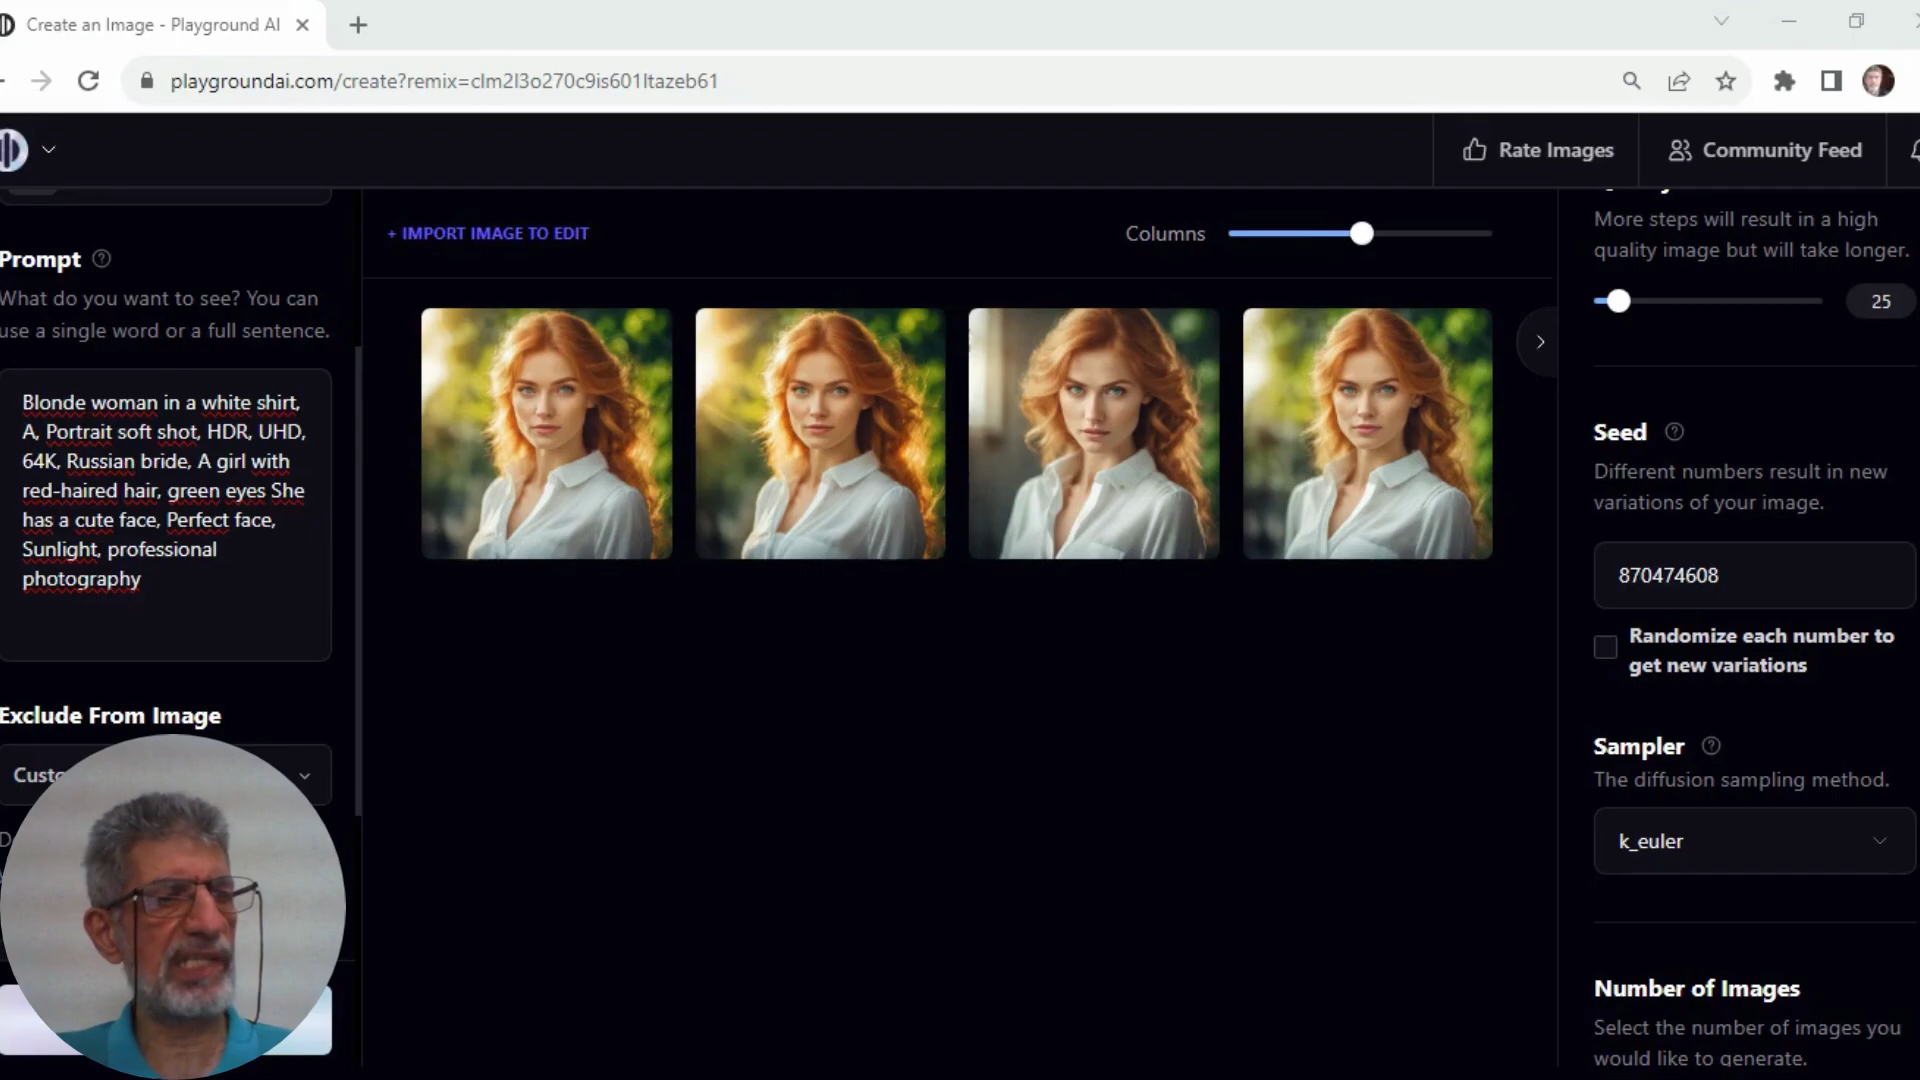 Create an Image - Playground AI
playgroundai.com/create?remix=clm2l3o270c9is601ltazeb61
Rate Images
Community Feed
Prompt
What do you want to see? You can
use a single word or a full sentence.
Blonde woman in a white shirt,
A, Portrait soft shot, HDR, UHD,
64K, Russian bride, A girl with
red-haired hair, green eyes She
has a cute face, Perfect face,
Sunlight, professional
photography
Exclude From Image
+ IMPORT IMAGE TO EDIT
Columns
More steps will result in a high
quality image but will take longer.
25
Seed
Different numbers result in new
variations of your image.
870474608
Randomize each number to
get new variations
Sampler
The diffusion sampling method.
k_euler
Number of Images
Select the number of images you
would like to generate.